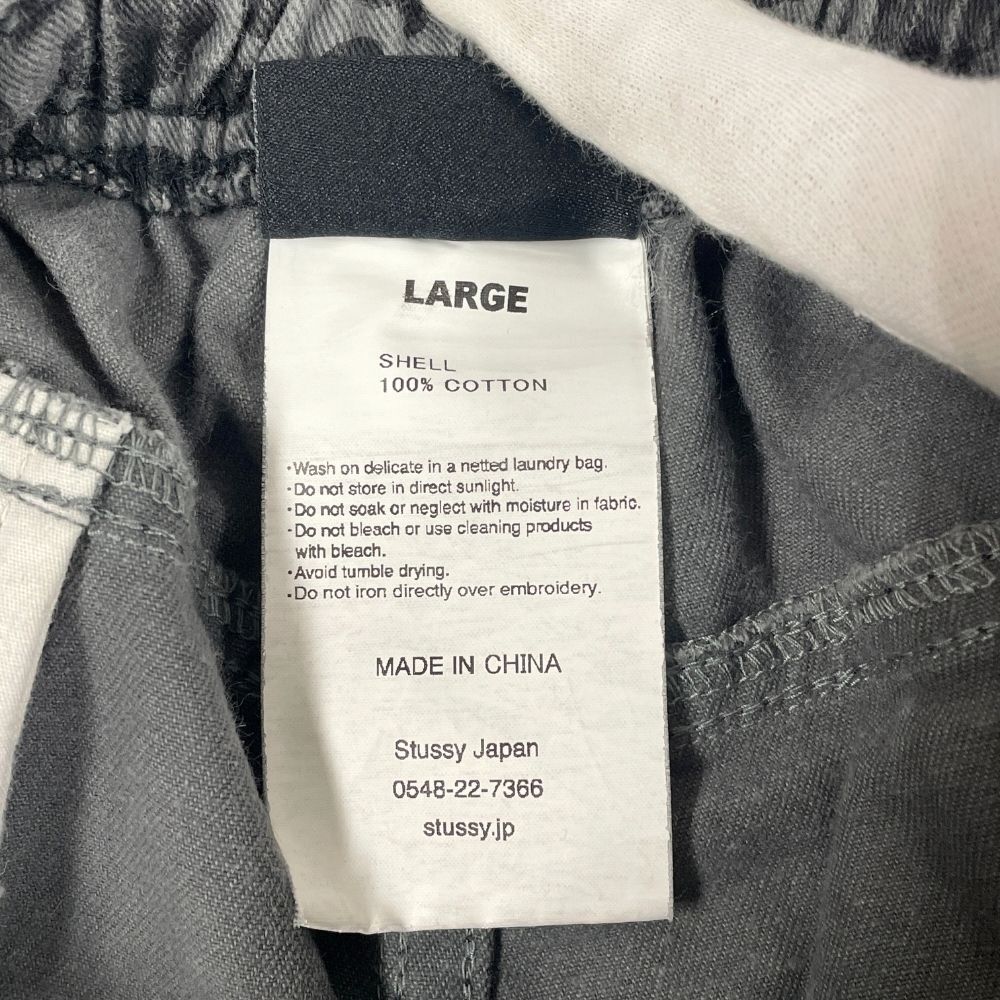 LARGE
SHELL
100% COTTON
·Wash on delicate in a netted laundry bag.
·Do not store in direct sunlight.
·Do not soak or neglect with moisture in fabric.
·Do not bleach or use cleaning products
with bleach.
·Avoid tumble drying.
·Do not iron directly over embroidery.
MADE IN CHINA
Stussy Japan
0548-22-7366
stussy.jp